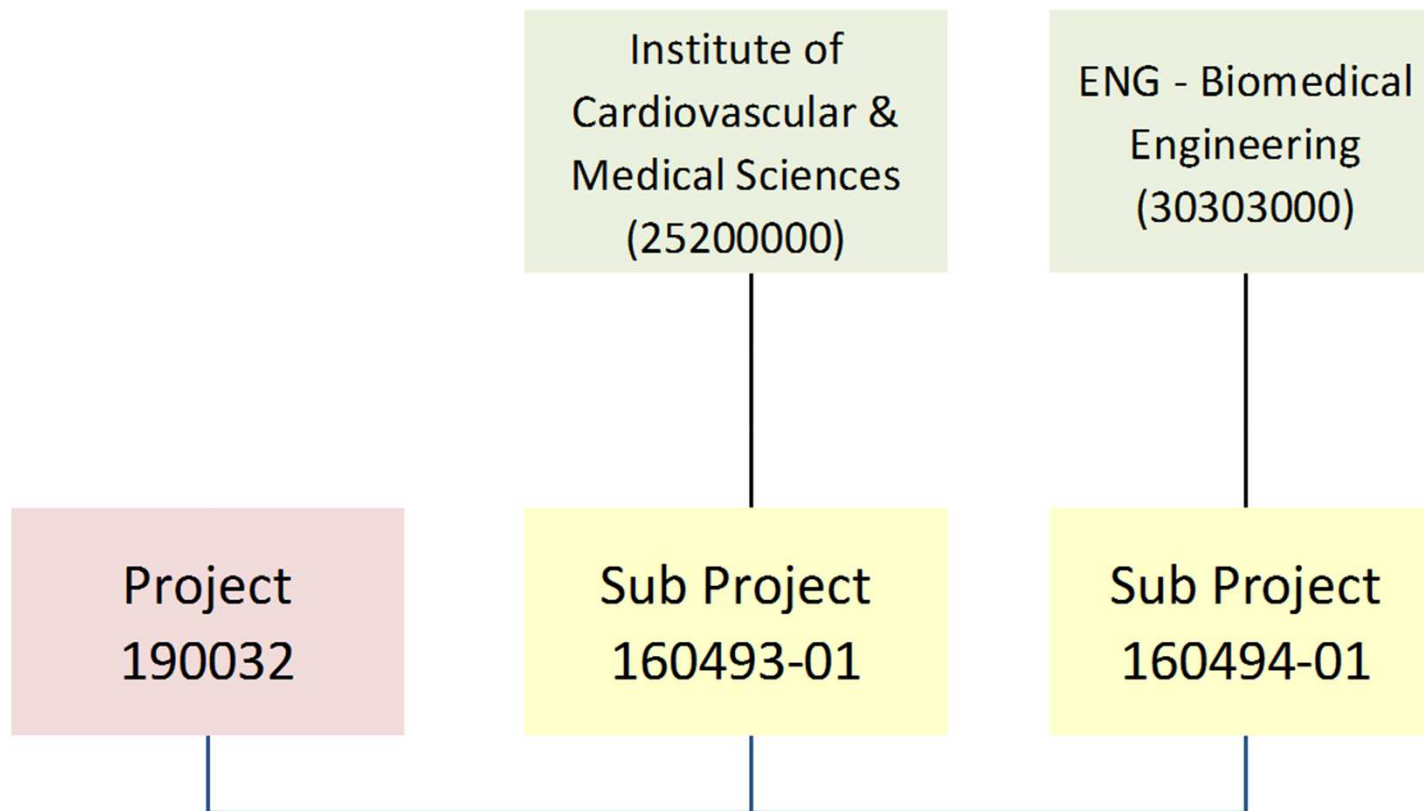 Institute of
Cardiovascular &
Medical Sciences
(25200000)
ENG - Biomedical
Engineering
(30303000)
Project
190032
Sub Project
160493-01
Sub Project
160494-01